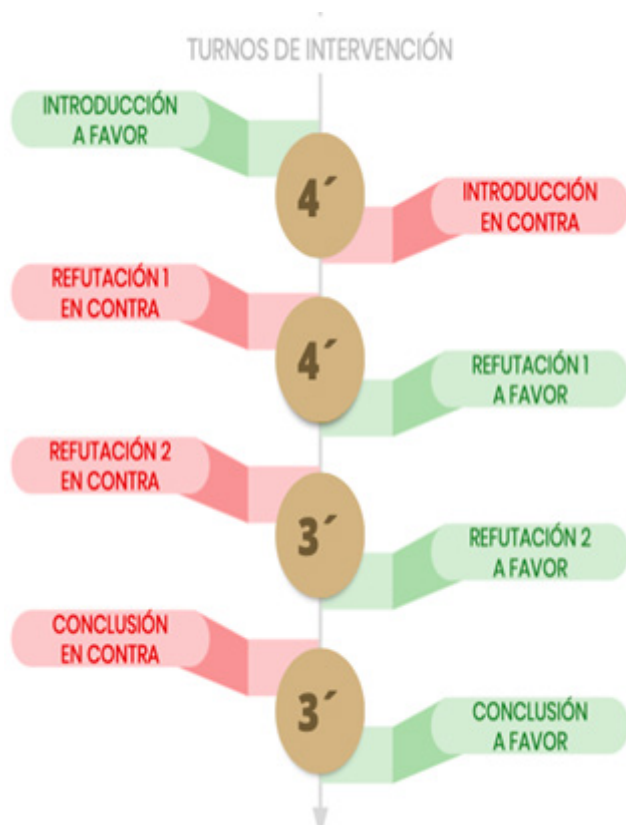 TURNOS DE INTERVENCIÓN
INTRODUCCIÓN
A FAVOR
4´
INTRODUCCIÓN
EN CONTRA
REFUTACIÓN 1
EN CONTRA
4´
REFUTACIÓN 1
A FAVOR
REFUTACIÓN 2
EN CONTRA
3´
REFUTACIÓN 2
A FAVOR
CONCLUSIÓN
EN CONTRA
3´
CONCLUSIÓN
A FAVOR